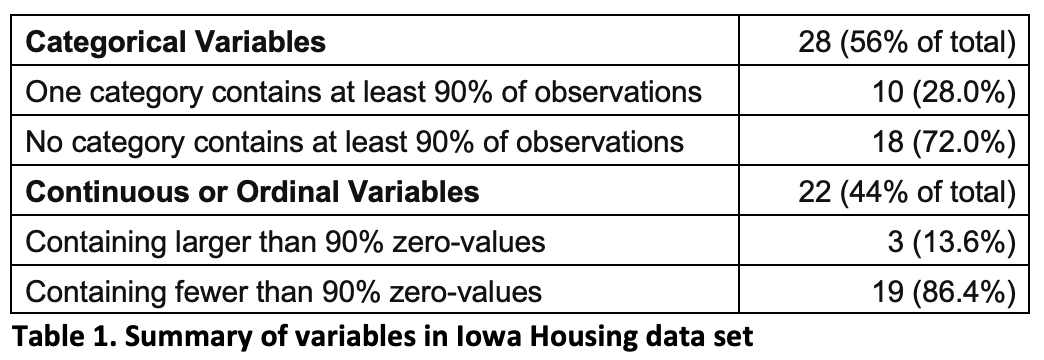 Categorical Variables 28 (56% of total)
One category contains at least 90% of observations 10 (28.0%)
No category contains at least 90% of observations 18 (72.0%)
Continuous or Ordinal Variables 22 (44% of total)
Containing larger than 90% zero-values 3 (13.6%)
Containing fewer than 90% zero-values 19 (86.4%)
Table 1. Summary of variables in Iowa Housing data set